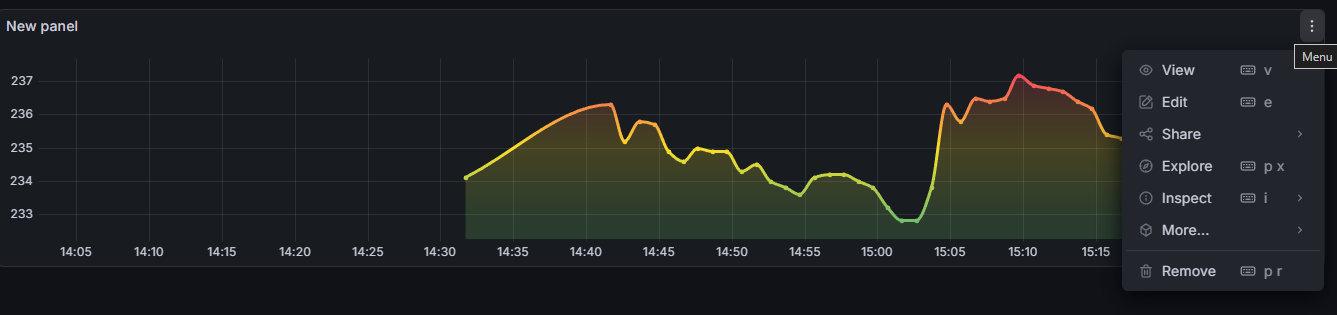 New panel
Menu
237
236
235
234
233
14:05 14:10 14:15 14:20 14:25 14:30 14:35 14:40 14:45 14:50 14:55 15:00 15:05 15:10 15:15
View v
Edit e
Share
Explore p x
Inspect i
More...
Remove p r